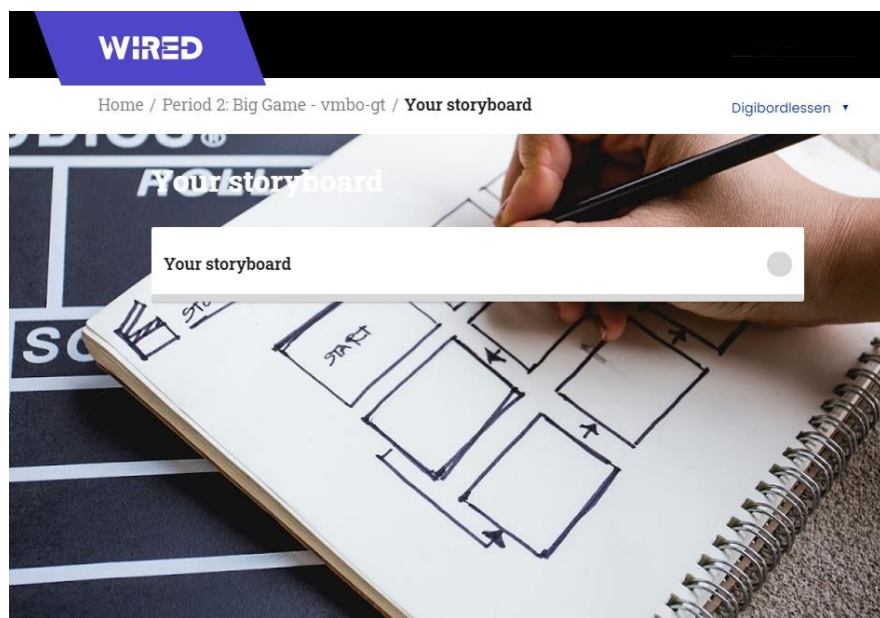 WIRED
Home / Period 2: Big Game - vmbo-gt / Your storyboard
Digibordlessen
Your storyboard
Your storyboard
START